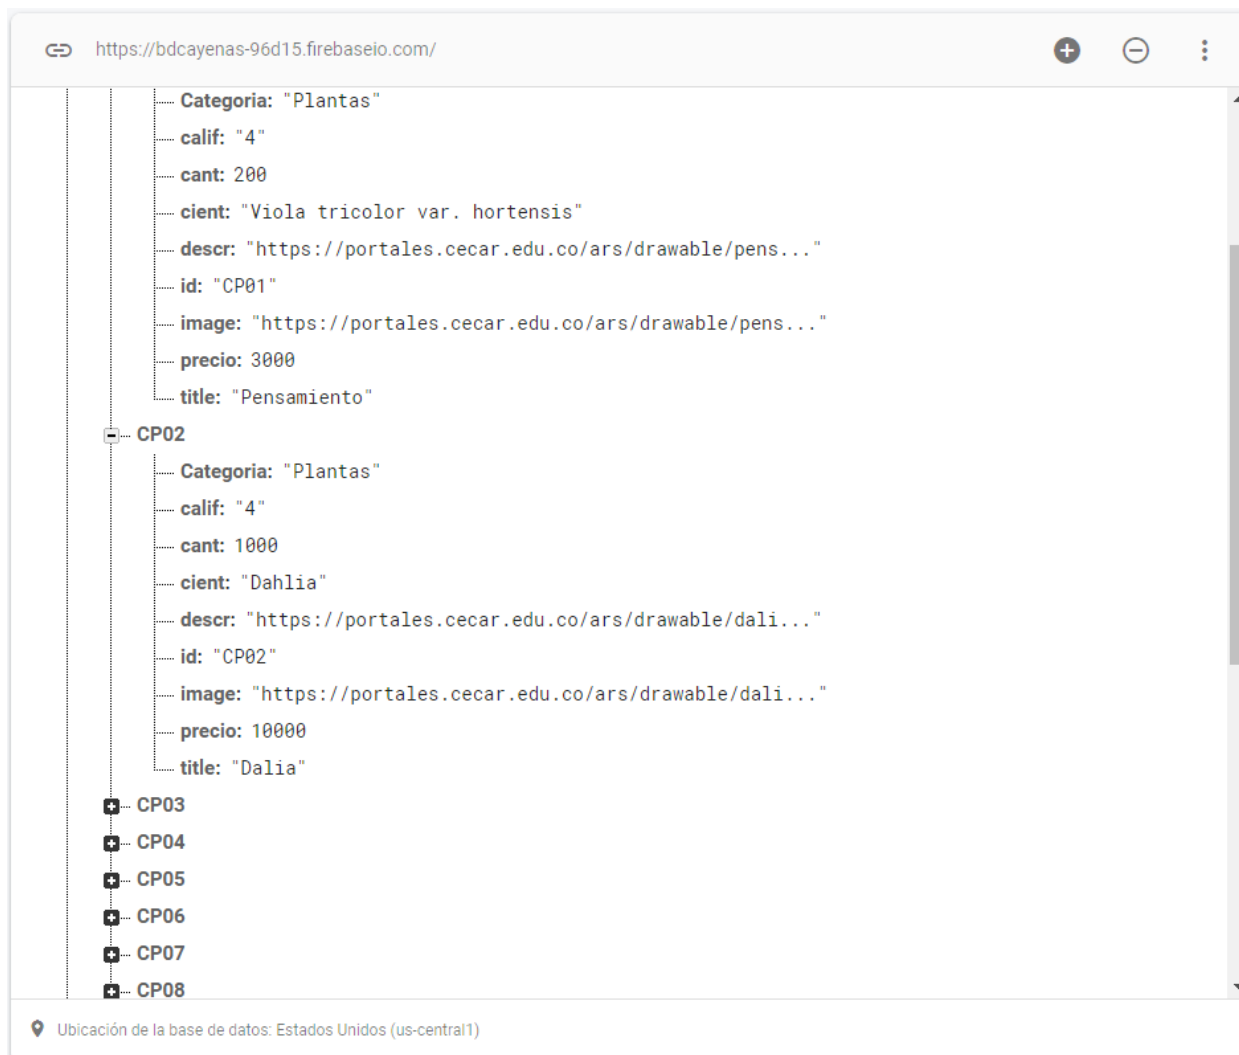 https://bdcayenas-96d15.firebaseio.com/
Categoria: "Plantas"
calif: "4"
cant: 200
cient: "Viola tricolor var. hortensis"
descr: "https://portales.cecar.edu.co/ars/drawable/pens..."
id: "CP01"
image: "https://portales.cecar.edu.co/ars/drawable/pens..."
precio: 3000
title: "Pensamiento"
CP02
Categoria: "Plantas"
calif: "4"
cant: 1000
cient: "Dahlia"
descr: "https://portales.cecar.edu.co/ars/drawable/dali..."
id: "CP02"
image: "https://portales.cecar.edu.co/ars/drawable/dali..."
precio: 10000
title: "Dalia"
CP03
CP04
CP05
CP06
CP07
CP08
Ubicación de la base de datos: Estados Unidos (us-central1)